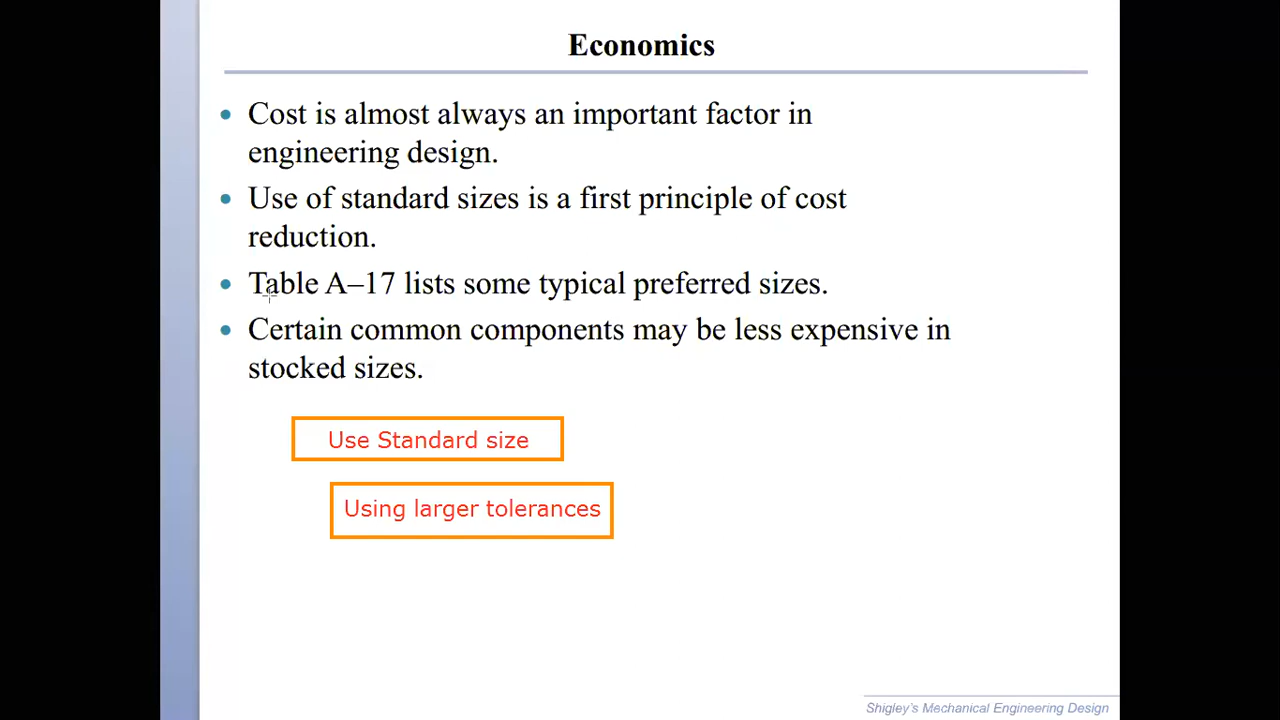 Economics
• Cost is almost always an important factor in
engineering design.
• Use of standard sizes is a first principle of cost
reduction.
• Table A–17 lists some typical preferred sizes.
• Certain common components may be less expensive in
stocked sizes.
Use Standard size
Using larger tolerances
Shigley's Mechanical Engineering Design